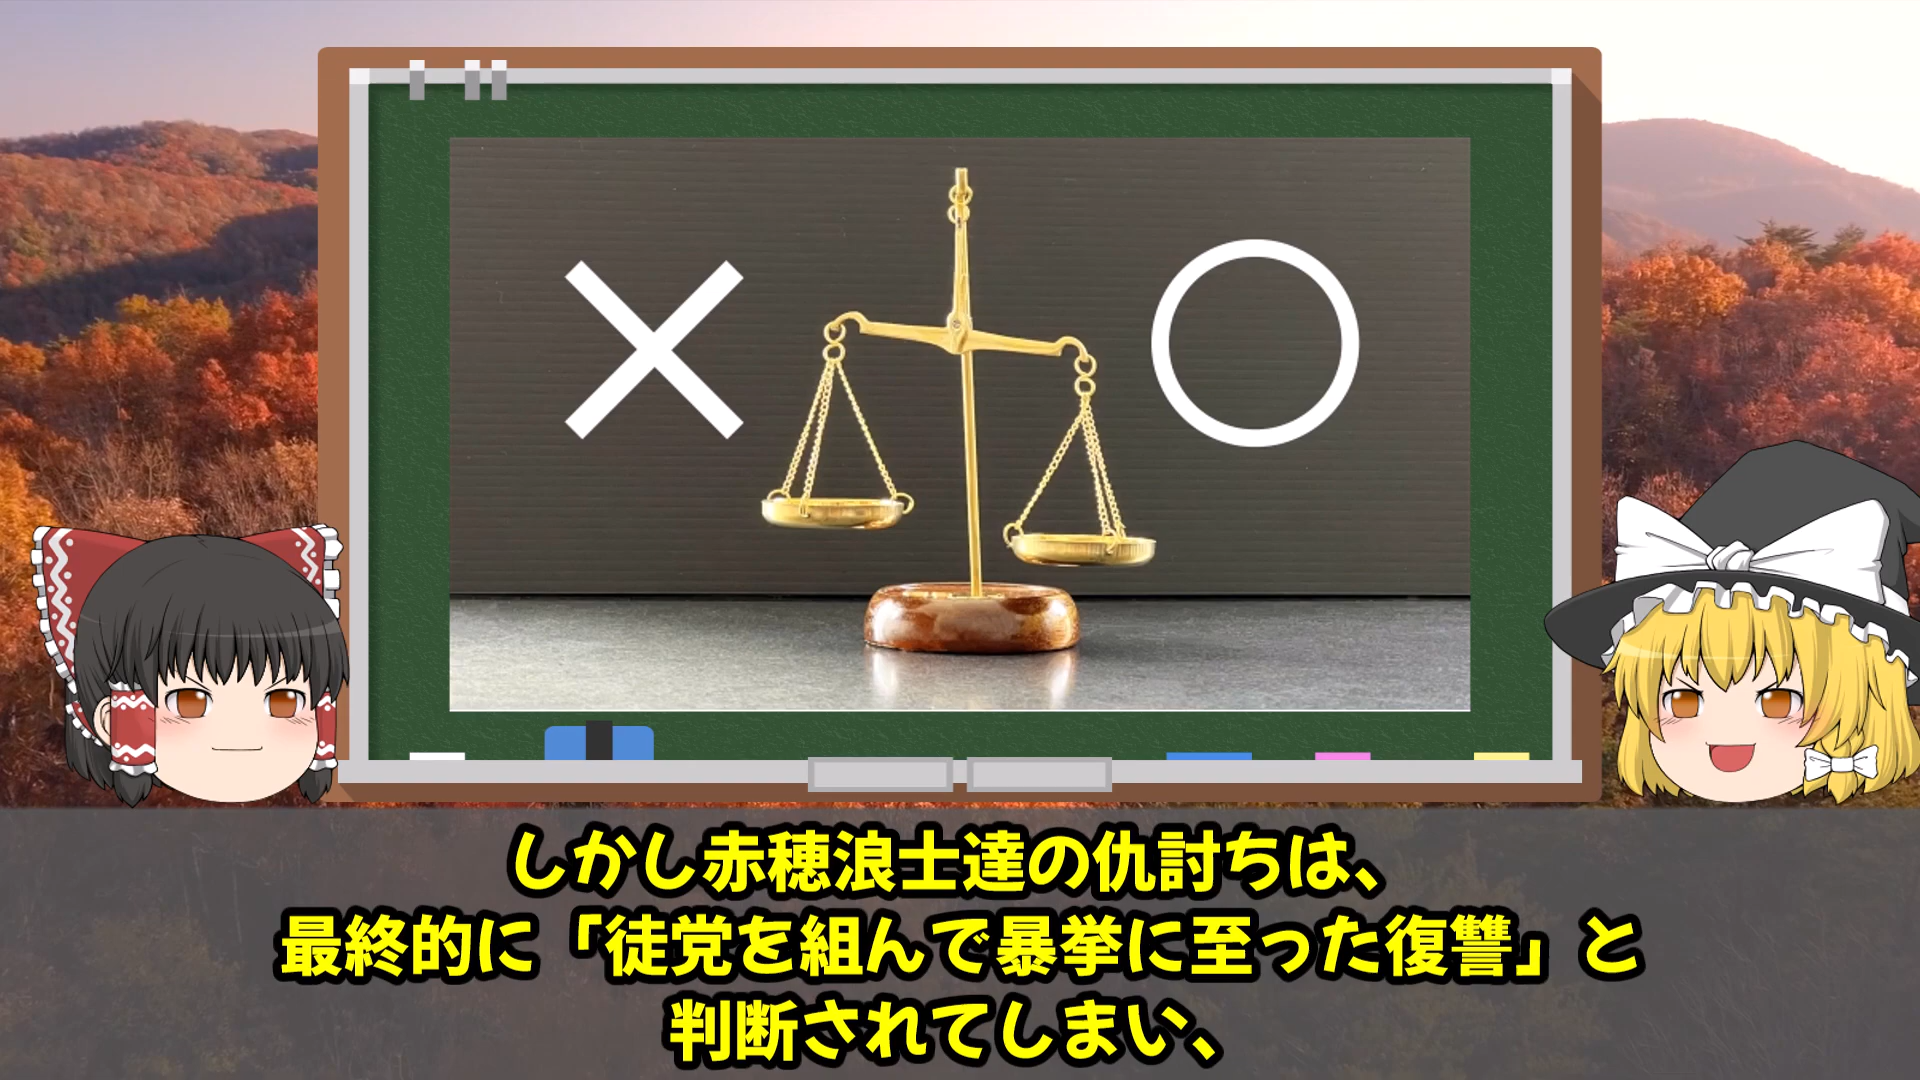 しかし赤穂浪士達の仇討ちは、
最終的に「徒党を組んで暴挙に至った復讐」と
判断されてしまい、